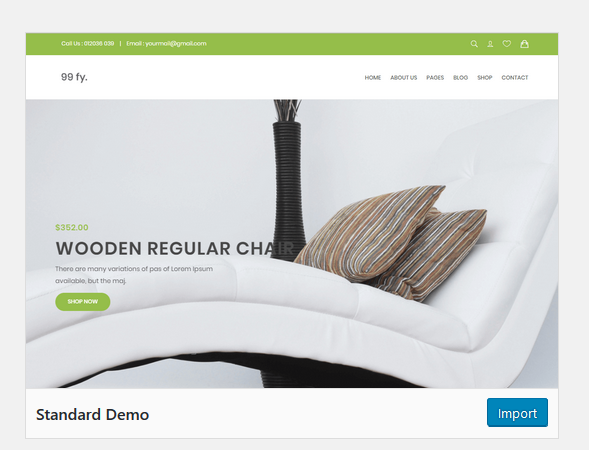 Call Us : 012036 039 | Email : yourmail@gmail.com
99 fy.
HOME ABOUT US PAGES BLOG SHOP CONTACT
$352.00
WOODEN REGULAR CHAIR
There are many variations of pas of Lorem Ipsum
available, but the maj.
SHOP NOW
Standard Demo
Import